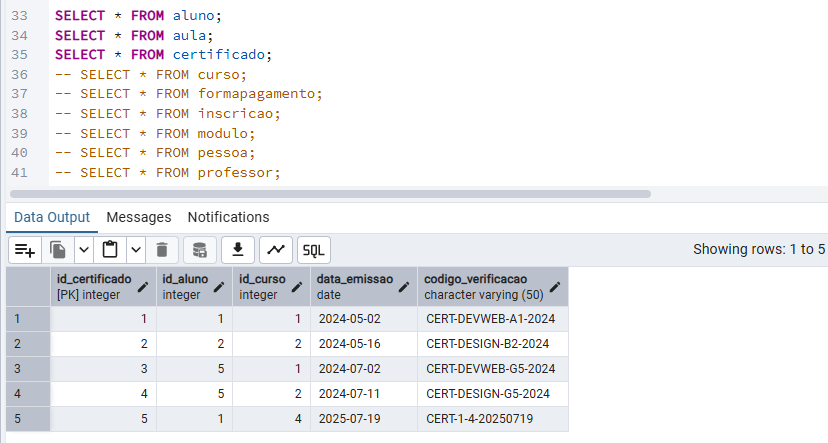 33 SELECT * FROM aluno;
34 SELECT * FROM aula;
35 SELECT * FROM certificado;
36 -- SELECT * FROM curso;
37 -- SELECT * FROM formapagamento;
38 -- SELECT * FROM inscricao;
39 -- SELECT * FROM modulo;
40 -- SELECT * FROM pessoa;
41 -- SELECT * FROM professor;
Data Output Messages Notifications
SQL Showing rows: 1 to 5
id_certificado id_aluno id_curso data_emissao codigo_verificacao
[PK] integer integer integer date character varying (50)
1 1 1 1 2024-05-02 CERT-DEVWEB-A1-2024
2 2 2 2 2024-05-16 CERT-DESIGN-B2-2024
3 3 5 1 2024-07-02 CERT-DEVWEB-G5-2024
4 4 5 2 2024-07-11 CERT-DESIGN-G5-2024
5 5 1 4 2025-07-19 CERT-1-4-20250719